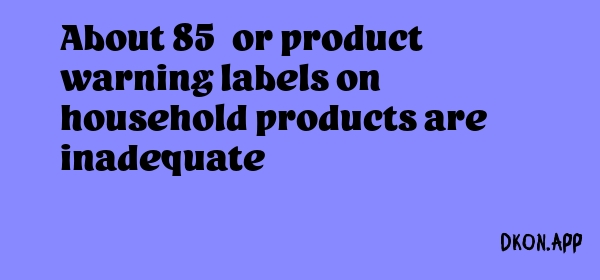 About 85 or product
warning labels on
household products are
inadequate
DKON.APP